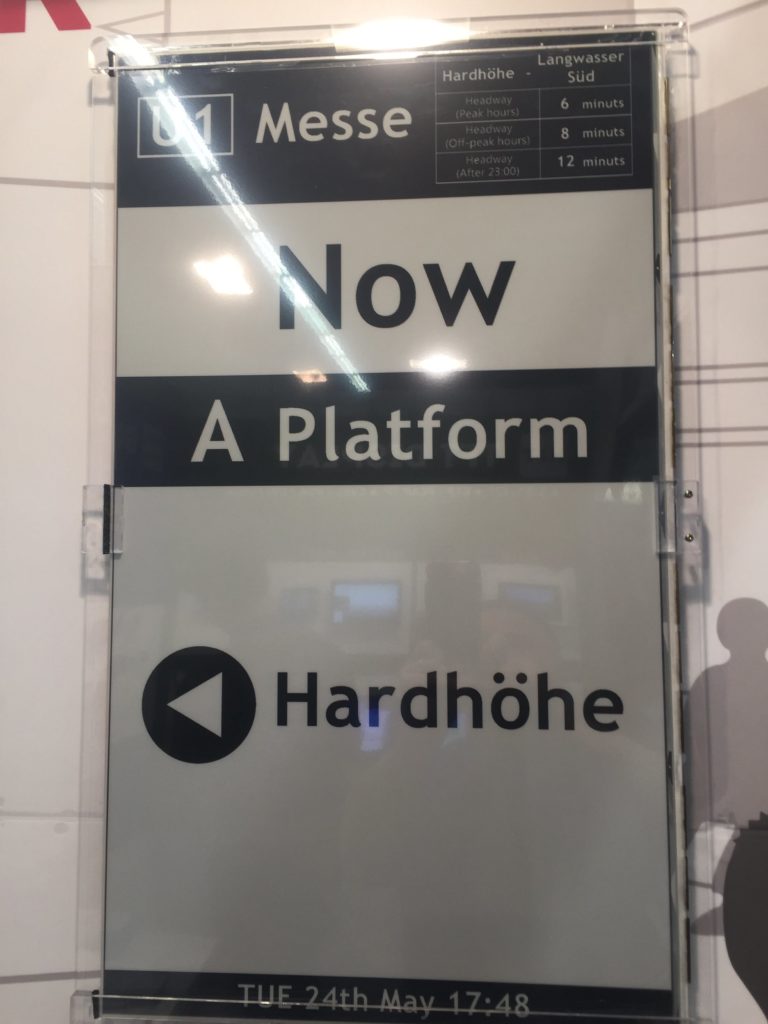 U1 Messe
Hardhöhe - Langwasser Süd
Headway (Peak hours) 6 minuts
Headway (Off-peak hours) 8 minuts
Headway (After 23:00) 12 minuts
Now
A Platform
Hardhöhe
TUE 24th May 17:48